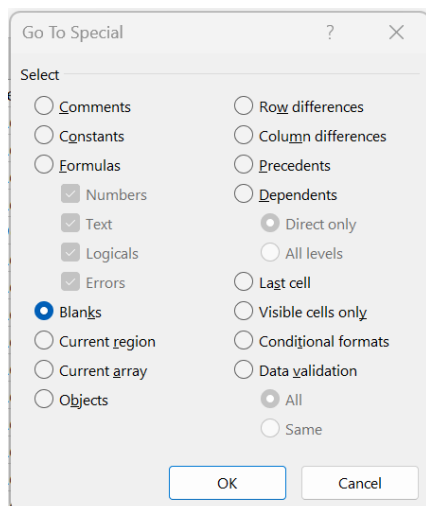 Go To Special
Select
Comments
Constants
Formulas
Numbers
Text
Logicals
Errors
Blanks
Current region
Current array
Objects
Row differences
Column differences
Precedents
Dependents
Direct only
All levels
Last cell
Visible cells only
Conditional formats
Data validation
All
Same
OK
Cancel